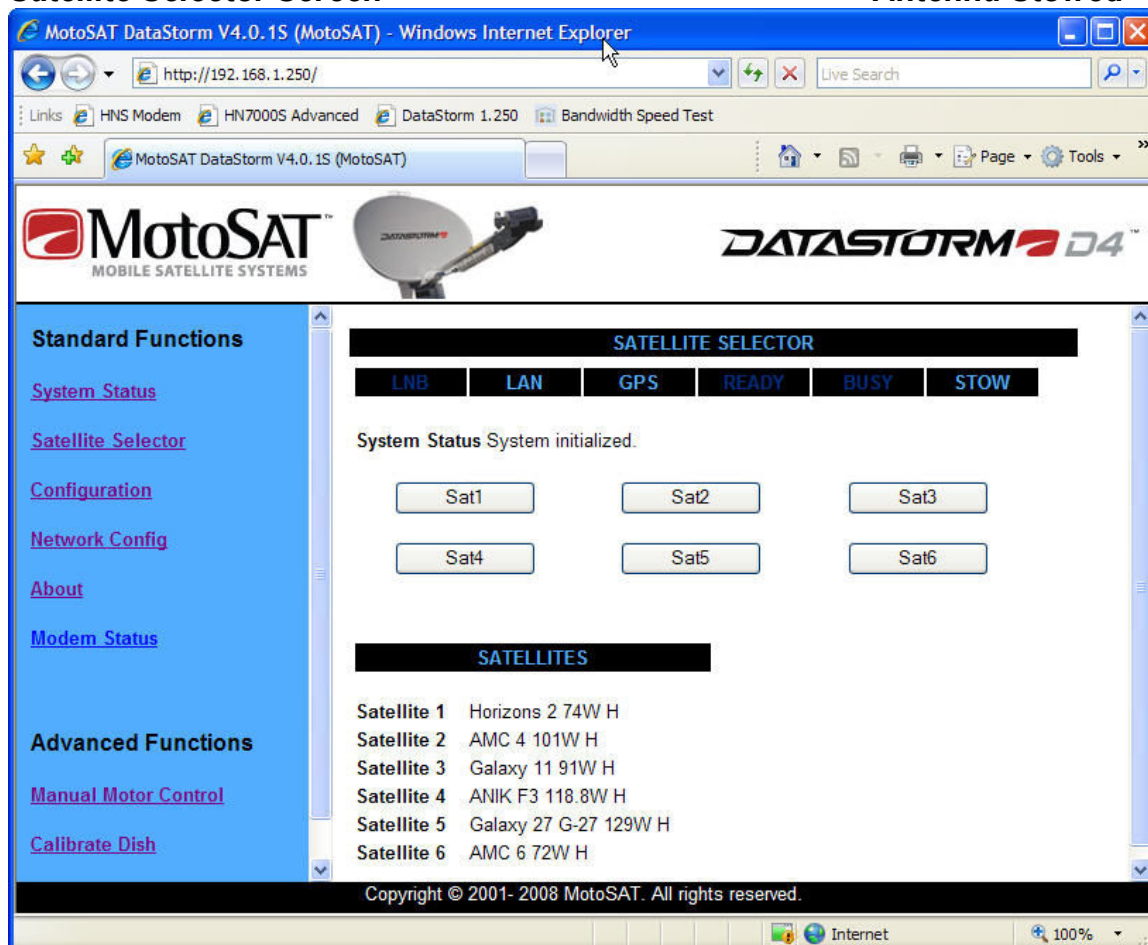 Satellite Selector Screen Antenna Stowed
MotoSAT DataStorm V4.0.1S (MotoSAT) - Windows Internet Explorer
http://192.168.1.250/ Live Search
Links HNS Modem HN7000S Advanced DataStorm 1.250 Bandwidth Speed Test
MotoSAT DataStorm V4.0.1S (MotoSAT) Page Tools »
MotoSAT™ DATASTORM DATASTORM D4™
MOBILE SATELLITE SYSTEMS
Standard Functions
System Status
Satellite Selector
Configuration
Network Config
About
Modem Status
Advanced Functions
Manual Motor Control
Calibrate Dish
SATELLITE SELECTOR
LNB LAN GPS READY BUSY STOW
System Status System initialized.
Sat1 Sat2 Sat3
Sat4 Sat5 Sat6
SATELLITES
Satellite 1 Horizons 2 74W H
Satellite 2 AMC 4 101W H
Satellite 3 Galaxy 11 91W H
Satellite 4 ANIK F3 118.8W H
Satellite 5 Galaxy 27 G-27 129W H
Satellite 6 AMC 6 72W H
Copyright © 2001- 2008 MotoSAT. All rights reserved.
Internet 100%